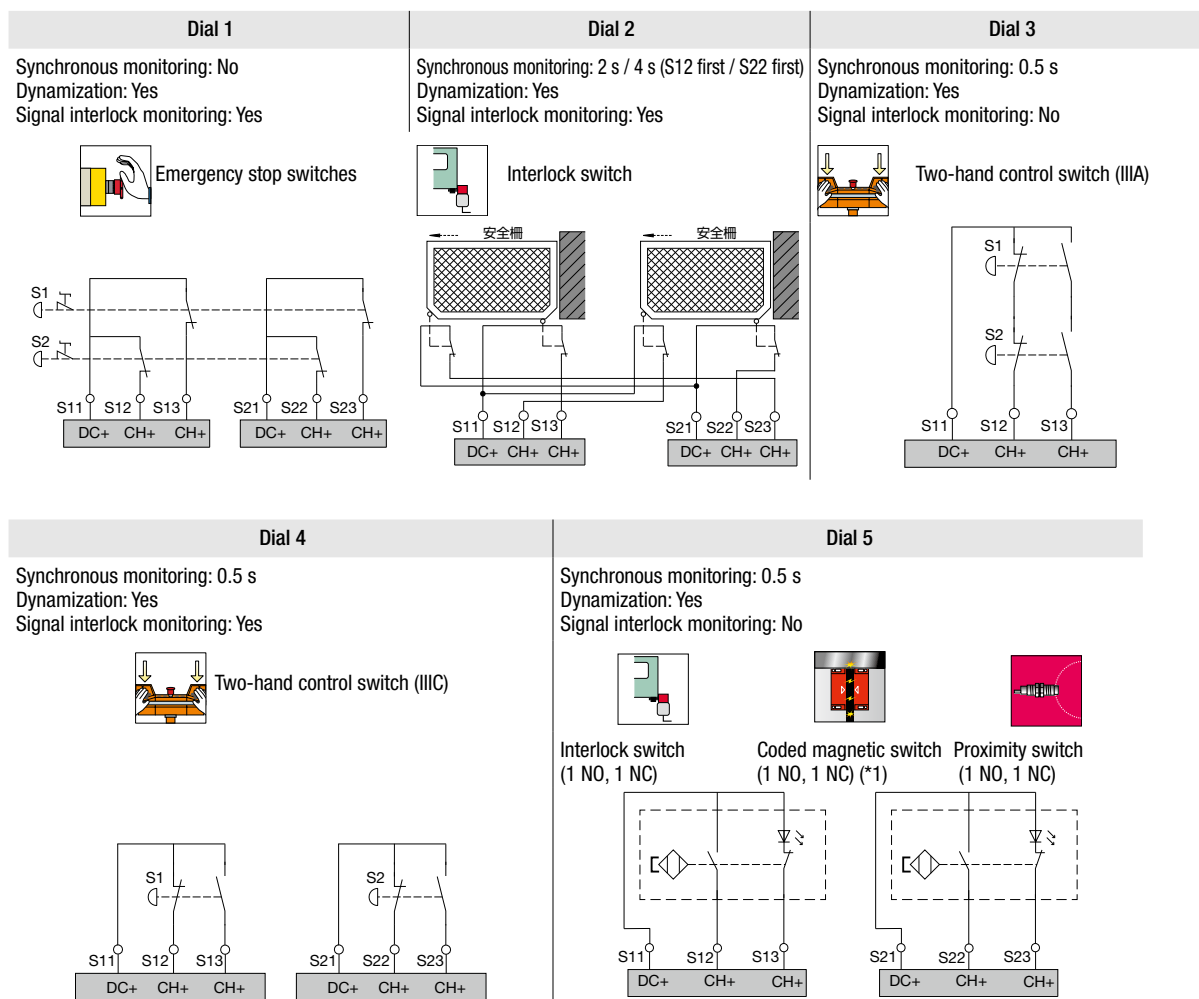 Dial 1
Synchronous monitoring: No
Dynamization: Yes
Signal interlock monitoring: Yes
Emergency stop switches
S1
S2
S11 S12 S13 S21 S22 S23
DC+ CH+ CH+ DC+ CH+ CH+
Dial 2
Synchronous monitoring: 2 s / 4 s (S12 first / S22 first)
Dynamization: Yes
Signal interlock monitoring: Yes
Interlock switch
安全柵 安全柵
S11 S12 S13 S21 S22 S23
DC+ CH+ CH+ DC+ CH+ CH+
Dial 3
Synchronous monitoring: 0.5 s
Dynamization: Yes
Signal interlock monitoring: No
Two-hand control switch (IIIA)
S1
S2
S11 S12 S13
DC+ CH+ CH+
Dial 4
Synchronous monitoring: 0.5 s
Dynamization: Yes
Signal interlock monitoring: Yes
Two-hand control switch (IIIC)
S1 S2
S11 S12 S13 S21 S22 S23
DC+ CH+ CH+ DC+ CH+ CH+
Dial 5
Synchronous monitoring: 0.5 s
Dynamization: Yes
Signal interlock monitoring: No
Interlock switch
(1 NO, 1 NC)
Coded magnetic switch
(1 NO, 1 NC) (*1)
Proximity switch
(1 NO, 1 NC)
S11 S12 S13 S21 S22 S23
DC+ CH+ CH+ DC+ CH+ CH+